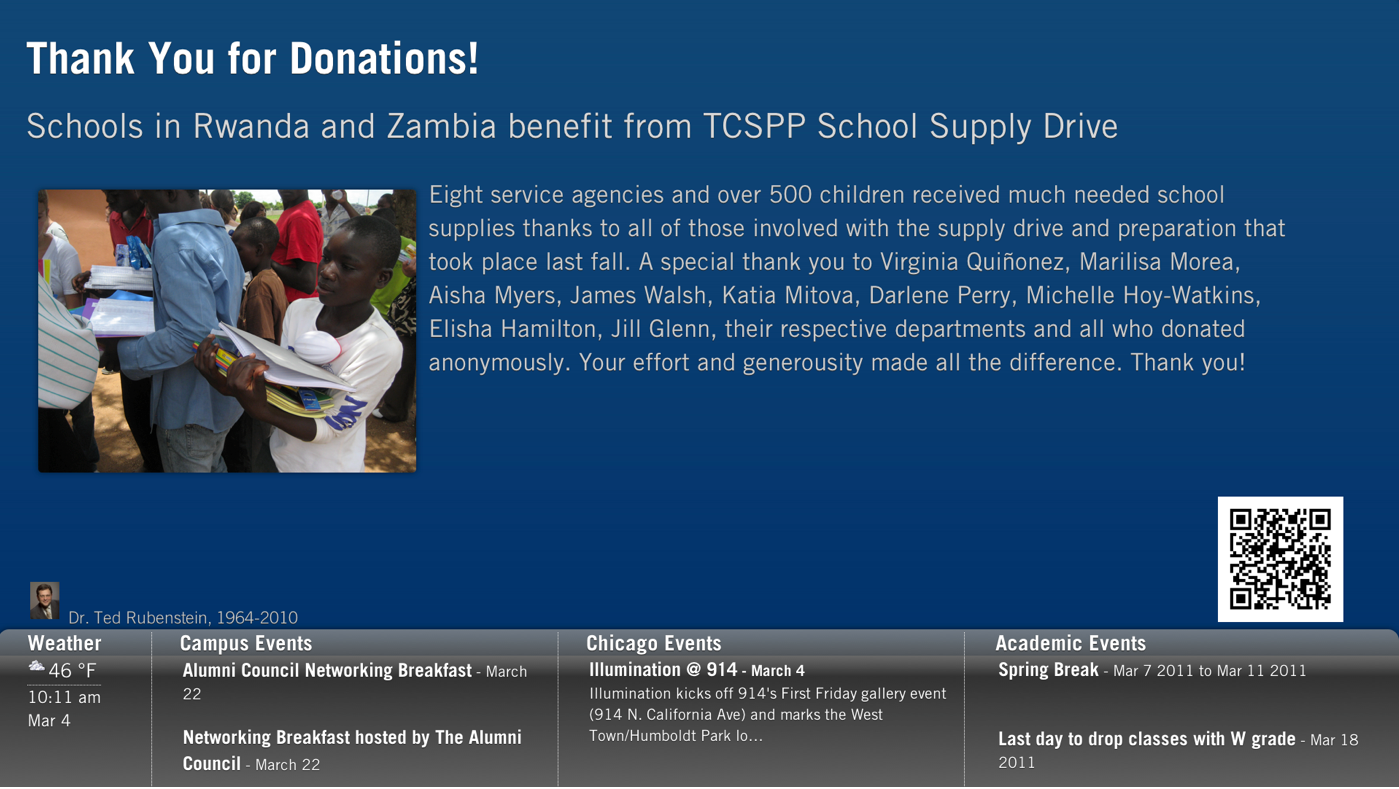 Thank You for Donations!
Schools in Rwanda and Zambia benefit from TCSPP School Supply Drive
Eight service agencies and over 500 children received much needed school
supplies thanks to all of those involved with the supply drive and preparation that
took place last fall. A special thank you to Virginia Quiñonez, Marilisa Morea,
Aisha Myers, James Walsh, Katia Mitova, Darlene Perry, Michelle Hoy-Watkins,
Elisha Hamilton, Jill Glenn, their respective departments and all who donated
anonymously. Your effort and generousity made all the difference. Thank you!
Dr. Ted Rubenstein, 1964-2010
Weather
46 °F
10:11 am
Mar 4
Campus Events
Alumni Council Networking Breakfast - March
22
Networking Breakfast hosted by The Alumni
Council - March 22
Chicago Events
Illumination @ 914 - March 4
Illumination kicks off 914's First Friday gallery event
(914 N. California Ave) and marks the West
Town/Humboldt Park lo...
Academic Events
Spring Break - Mar 7 2011 to Mar 11 2011
Last day to drop classes with W grade - Mar 18
2011